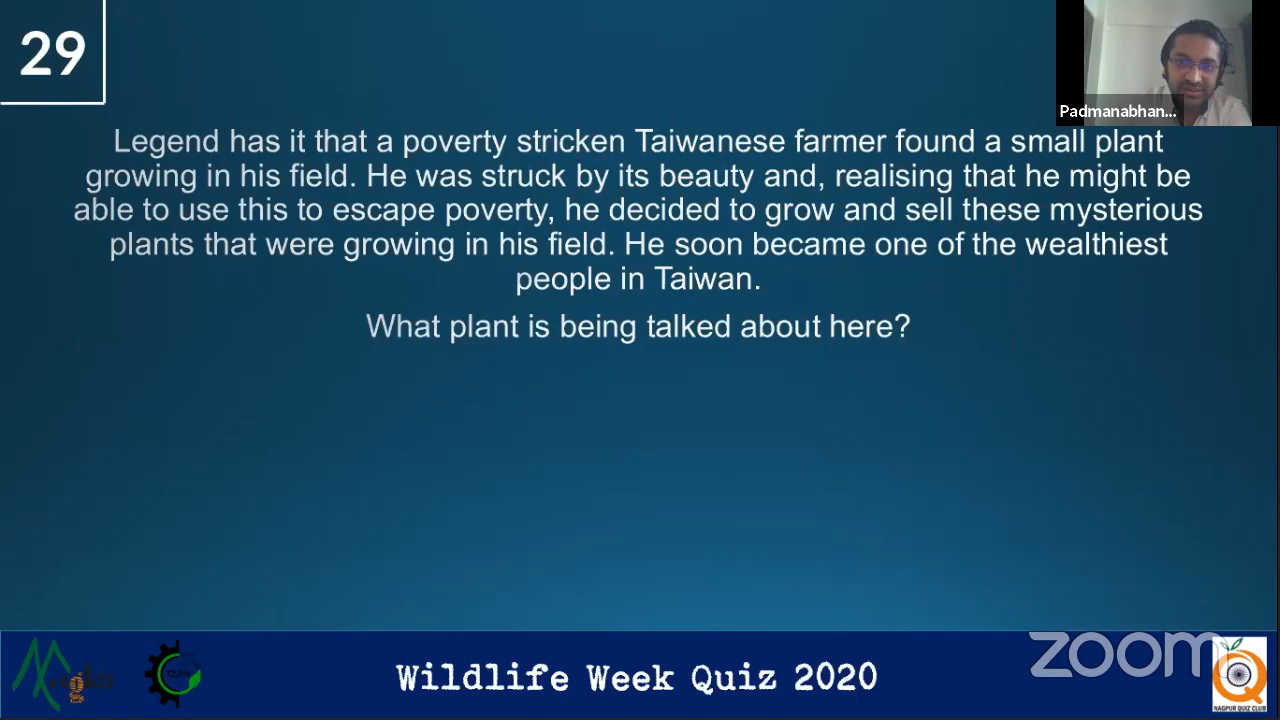 29
Padmanabhan...
Legend has it that a poverty stricken Taiwanese farmer found a small plant
growing in his field. He was struck by its beauty and, realising that he might be
able to use this to escape poverty, he decided to grow and sell these mysterious
plants that were growing in his field. He soon became one of the wealthiest
people in Taiwan.
What plant is being talked about here?
Wildlife Week Quiz 2020
zoom
NAGPUR QUIZ CLUB